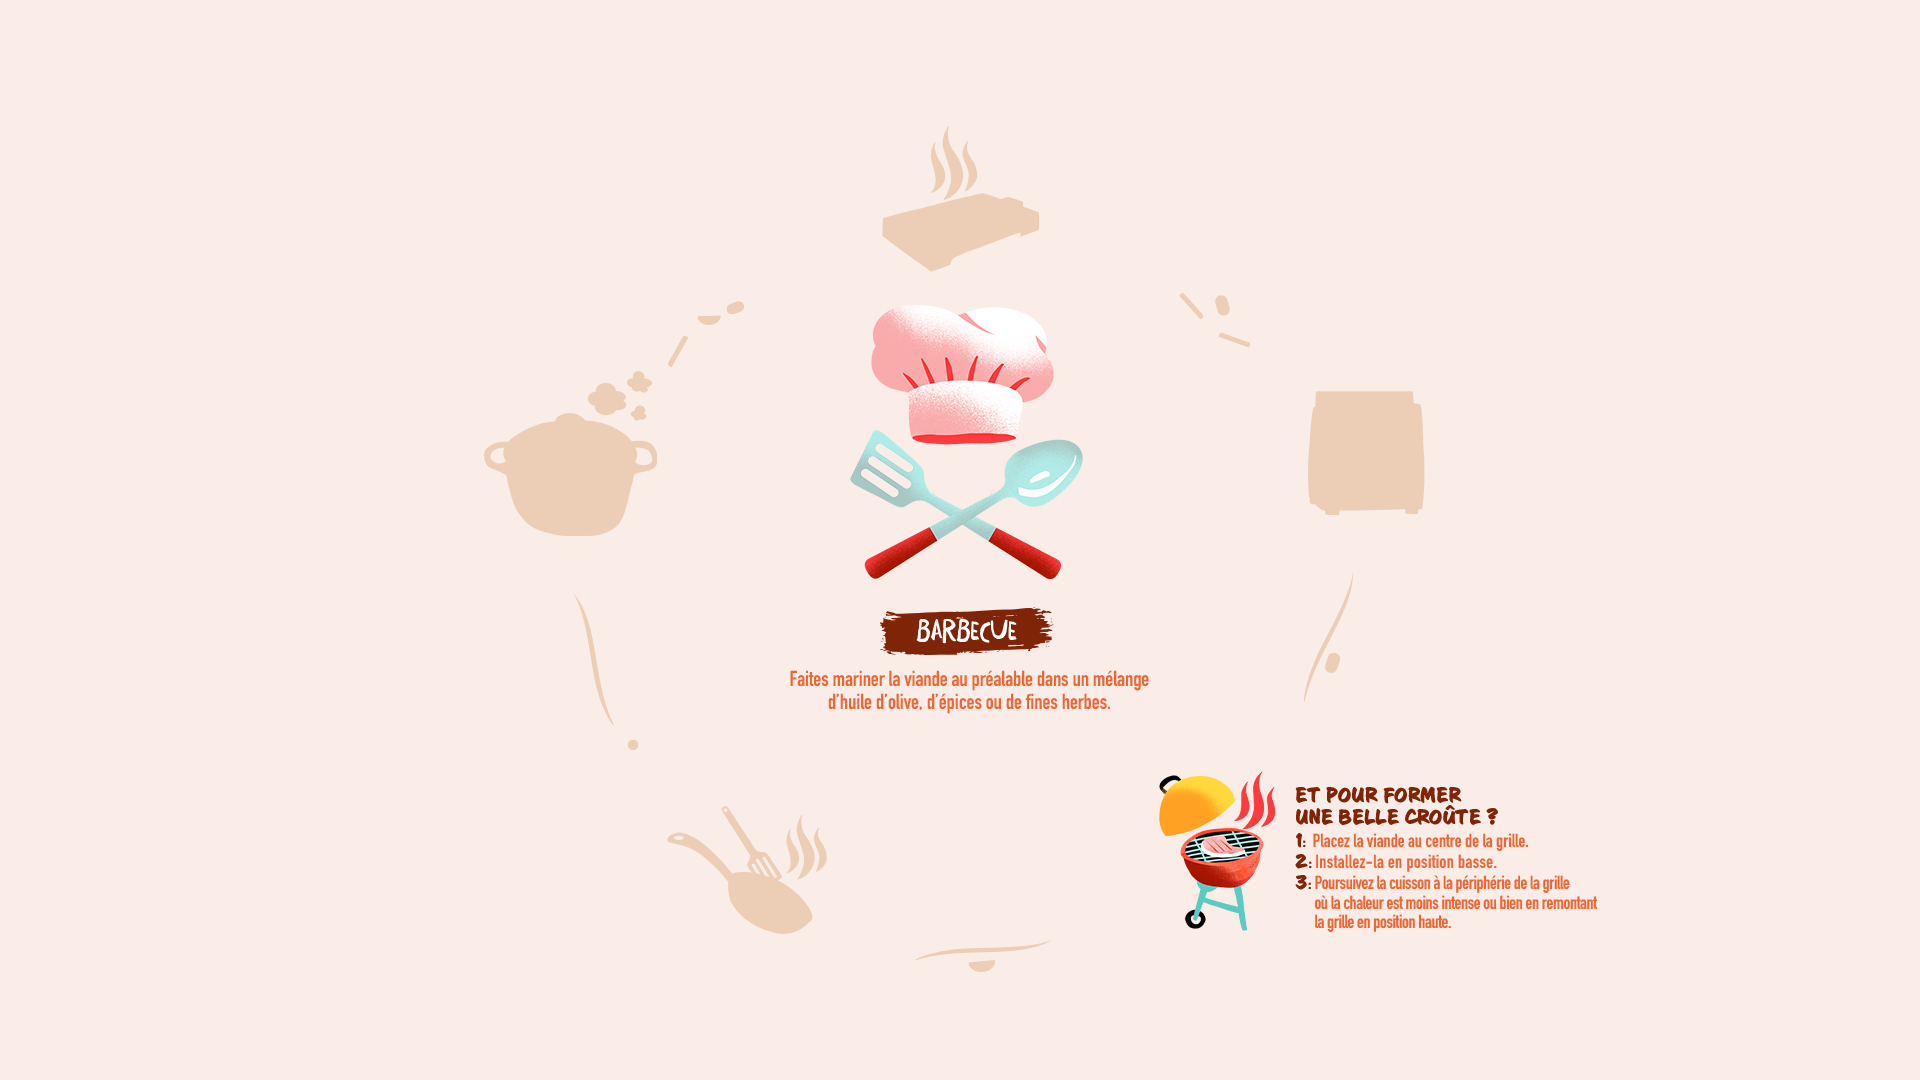 BARBECUE
Faites mariner la viande au préalable dans un mélange
d'huile d'olive, d'épices ou de fines herbes.
ET POUR FORMER
UNE BELLE CROÛTE ?
1: Placez la viande au centre de la grille.
2: Installez-la en position basse.
3: Poursuivez la cuisson à la périphérie de la grille
où la chaleur est moins intense ou bien en remontant
la grille en position haute.